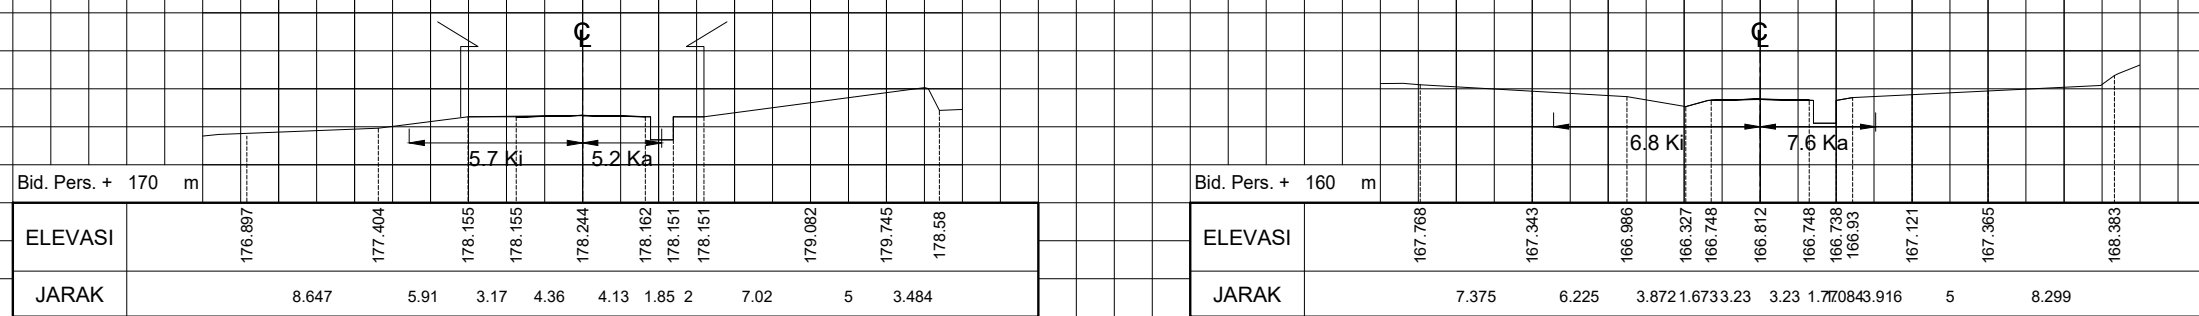 ℄
5.7 Ki 5.2 Ka
Bid. Pers. + 170 m
ELEVASI 176.897 177.404 178.155 178.155 178.244 178.162 178.151 178.151 179.082 179.745 178.58
JARAK 8.647 5.91 3.17 4.36 4.13 1.85 2 7.02 5 3.484
℄
6.8 Ki 7.6 Ka
Bid. Pers. + 160 m
ELEVASI 167.768 167.343 166.986 166.327 166.748 166.812 166.748 166.738 166.93 167.121 167.365 168.383
JARAK 7.375 6.225 3.872 1.673 3.23 3.23 1.77 1.084 3.916 5 8.299